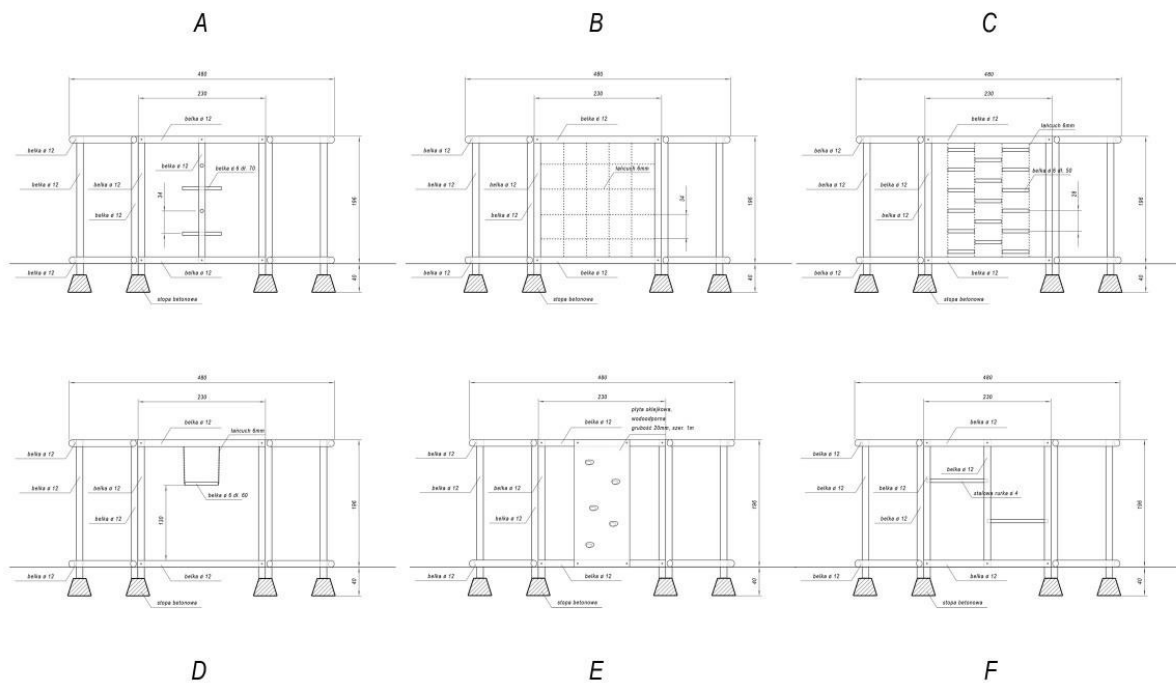 A
B
C
480
230
belka ø 12
belka ø 12
belka ø 12
belka ø 6 dł. 70
belka ø 12
belka ø 12
belka ø 12
34
196
belka ø 12
belka ø 12
40
stopa betonowa
480
230
belka ø 12
belka ø 12
łańcuch 6mm
belka ø 12
belka ø 12
belka ø 12
34
196
belka ø 12
belka ø 12
40
stopa betonowa
480
230
belka ø 12
łańcuch 6mm
belka ø 12
belka ø 12
belka ø 12
belka ø 6 dł. 50
belka ø 12
28
196
belka ø 12
belka ø 12
40
stopa betonowa
480
230
belka ø 12
łańcuch 6mm
belka ø 12
belka ø 12
belka ø 12
belka ø 6 dł. 60
belka ø 12
130
196
belka ø 12
belka ø 12
40
stopa betonowa
480
230
płyta sklejkowa,
wodoodporna
grubość 20mm, szer. 1m
belka ø 12
belka ø 12
belka ø 12
belka ø 12
belka ø 12
196
belka ø 12
belka ø 12
40
stopa betonowa
480
230
belka ø 12
belka ø 12
belka ø 12
belka ø 12
belka ø 12
stalowa rurka ø 4
belka ø 12
196
belka ø 12
belka ø 12
40
stopa betonowa
D
E
F